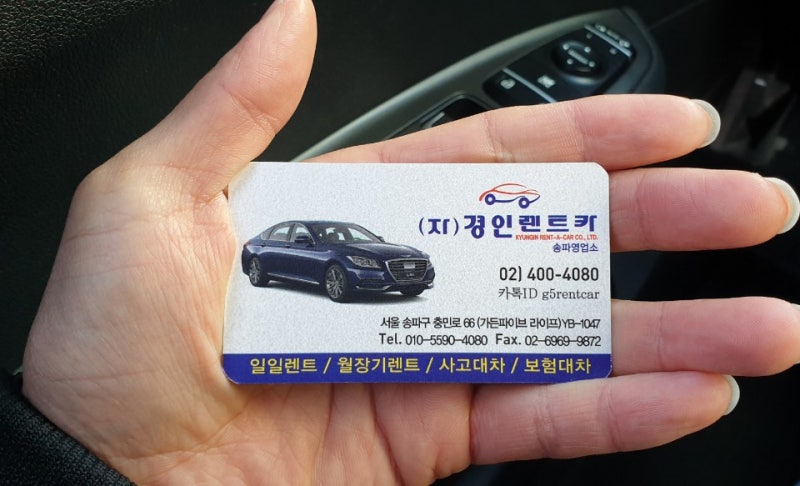 (자)경인렌트카
KYUNGIN RENT-A-CAR CO., LTD.
송파영업소
02) 400-4080
카톡ID g5rentcar
서울 송파구 충민로 66 (가든파이브 라이프) YB-1047
Tel. 010-5590-4080 Fax. 02-6969-9872
일일렌트 / 월장기렌트 / 사고대차 / 보험대차